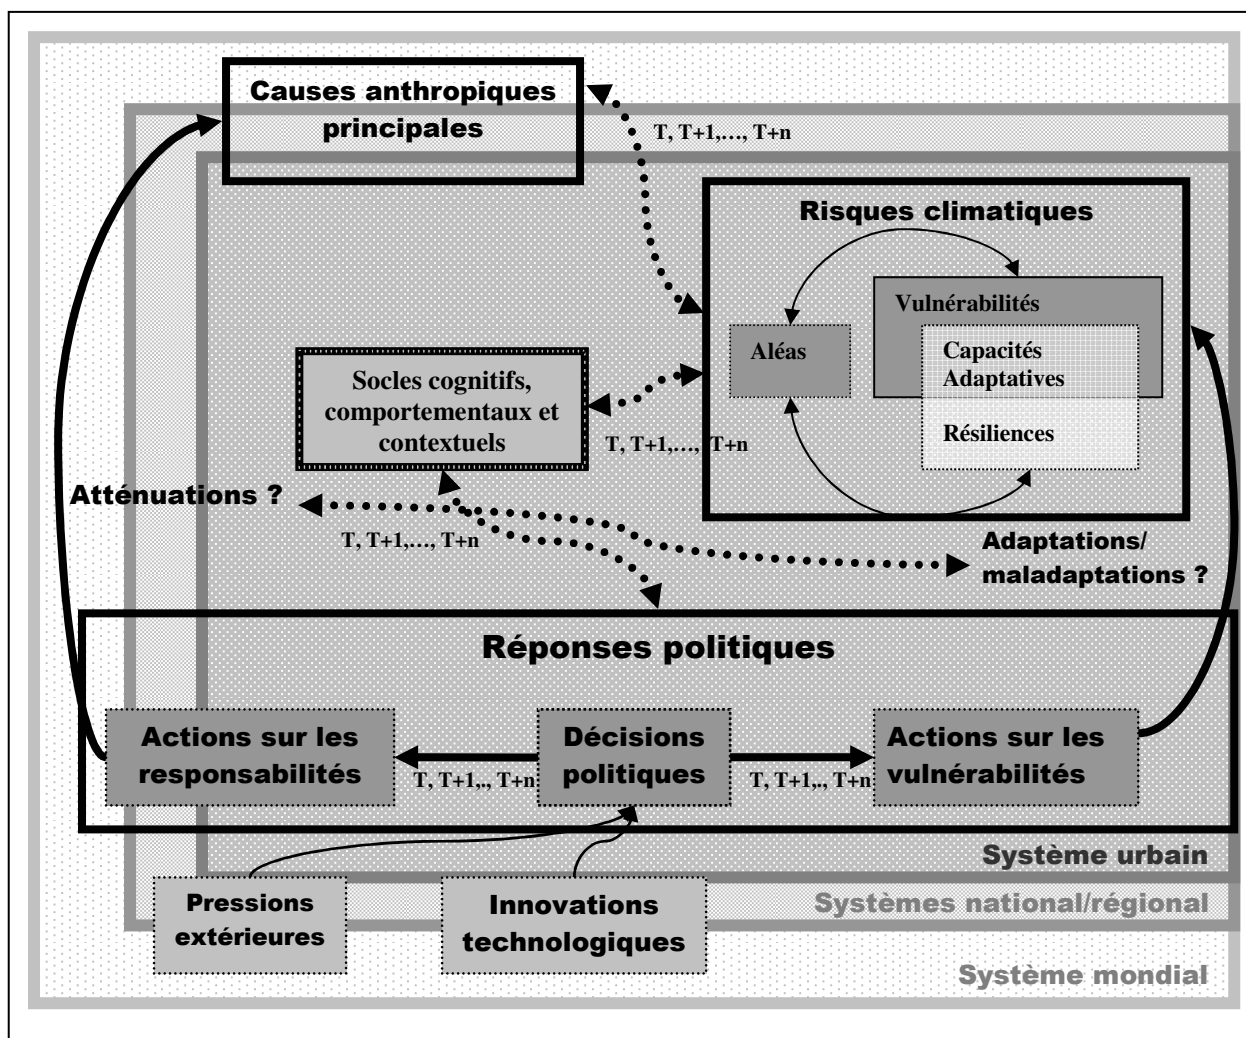 Causes anthropiques
principales
T, T+1,…, T+n
Risques climatiques
Vulnérabilités
Aléas
Capacités
Adaptatives
Résiliences
Socles cognitifs,
comportementaux et
contextuels
T, T+1,…, T+n
Atténuations ?
T, T+1,…, T+n
Adaptations/
maladaptations ?
Réponses politiques
Actions sur les
responsabilités
T, T+1,., T+n
Décisions
politiques
T, T+1,., T+n
Actions sur les
vulnérabilités
Système urbain
Pressions
extérieures
Innovations
technologiques
Systèmes national/régional
Système mondial